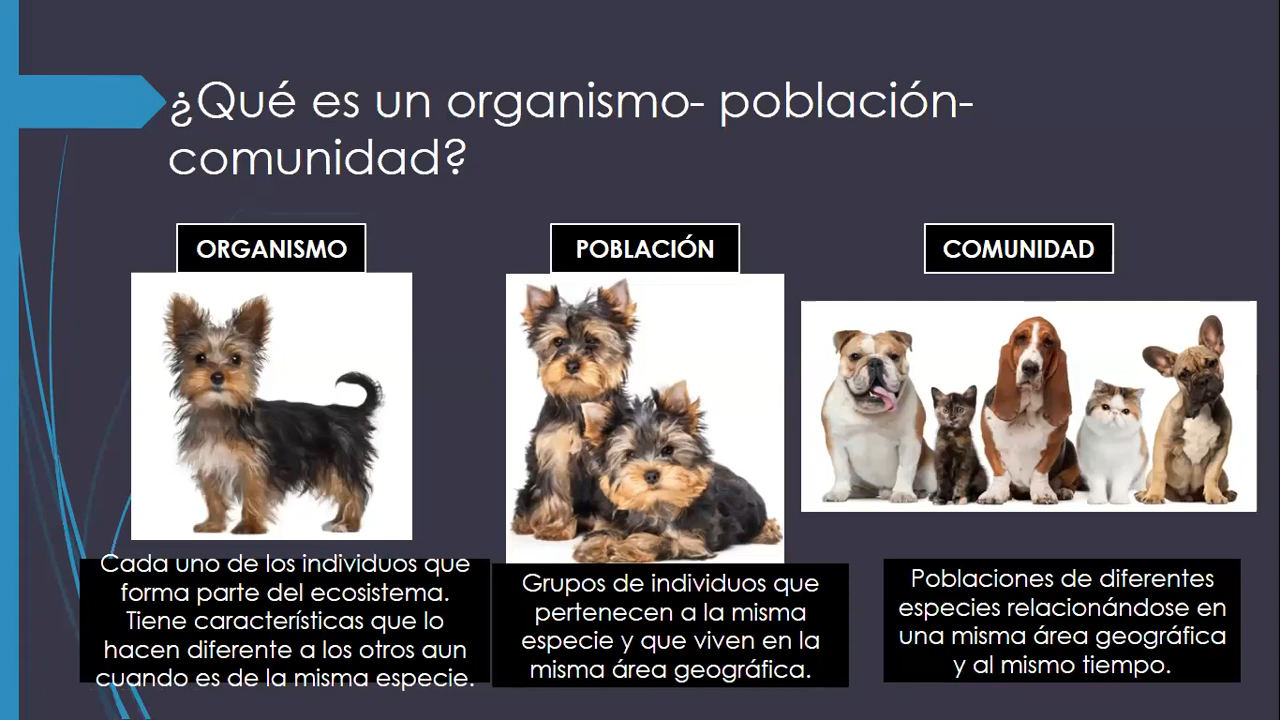 ¿Qué es un organismo- población-
comunidad?
ORGANISMO
Cada uno de los individuos que
forma parte del ecosistema.
Tiene características que lo
hacen diferente a los otros aun
cuando es de la misma especie.
POBLACIÓN
Grupos de individuos que
pertenecen a la misma
especie y que viven en la
misma área geográfica.
COMUNIDAD
Poblaciones de diferentes
especies relacionándose en
una misma área geográfica
y al mismo tiempo.